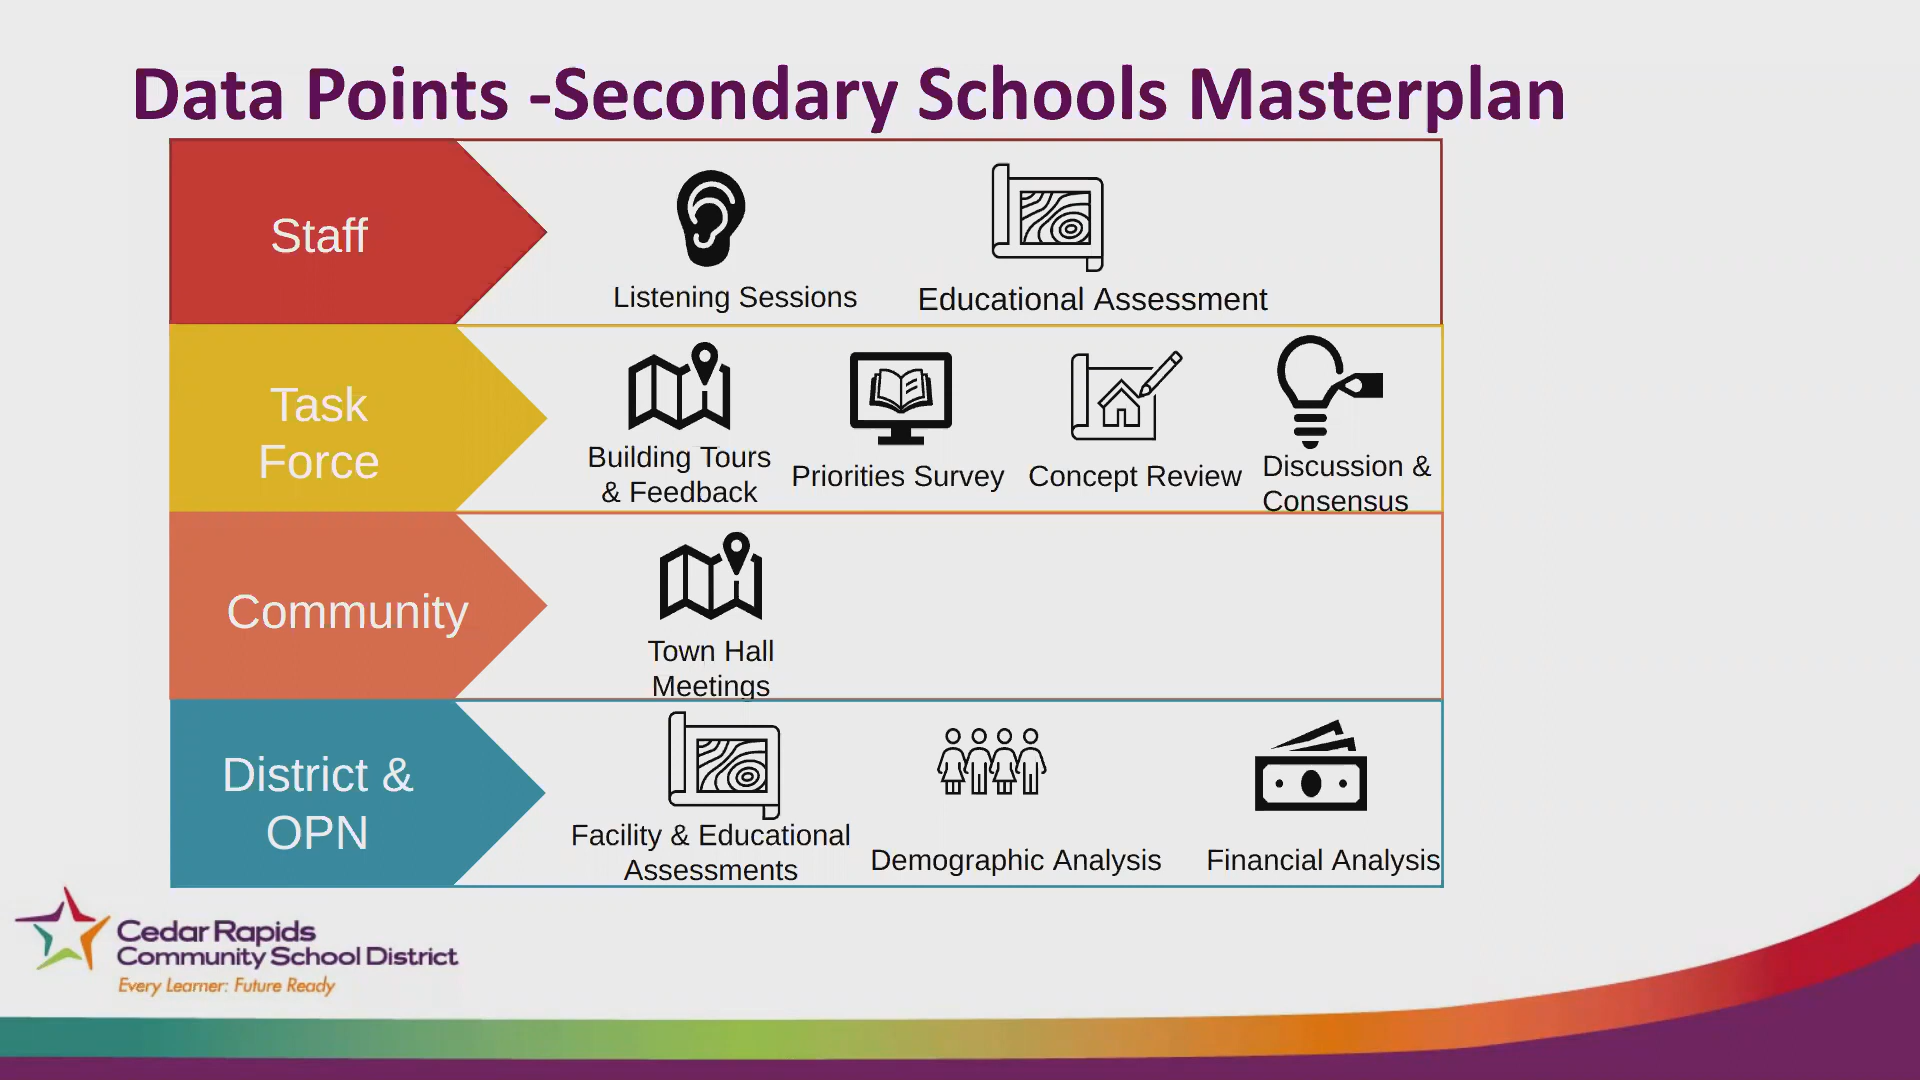 Data Points -Secondary Schools Masterplan
Staff
Listening Sessions
Educational Assessment
Task
Force
Building Tours
& Feedback
Priorities Survey
Concept Review
Discussion &
Consensus
Community
Town Hall
Meetings
District &
OPN
Facility & Educational
Assessments
Demographic Analysis
Financial Analysis
Cedar Rapids
Community School District
Every Learner: Future Ready